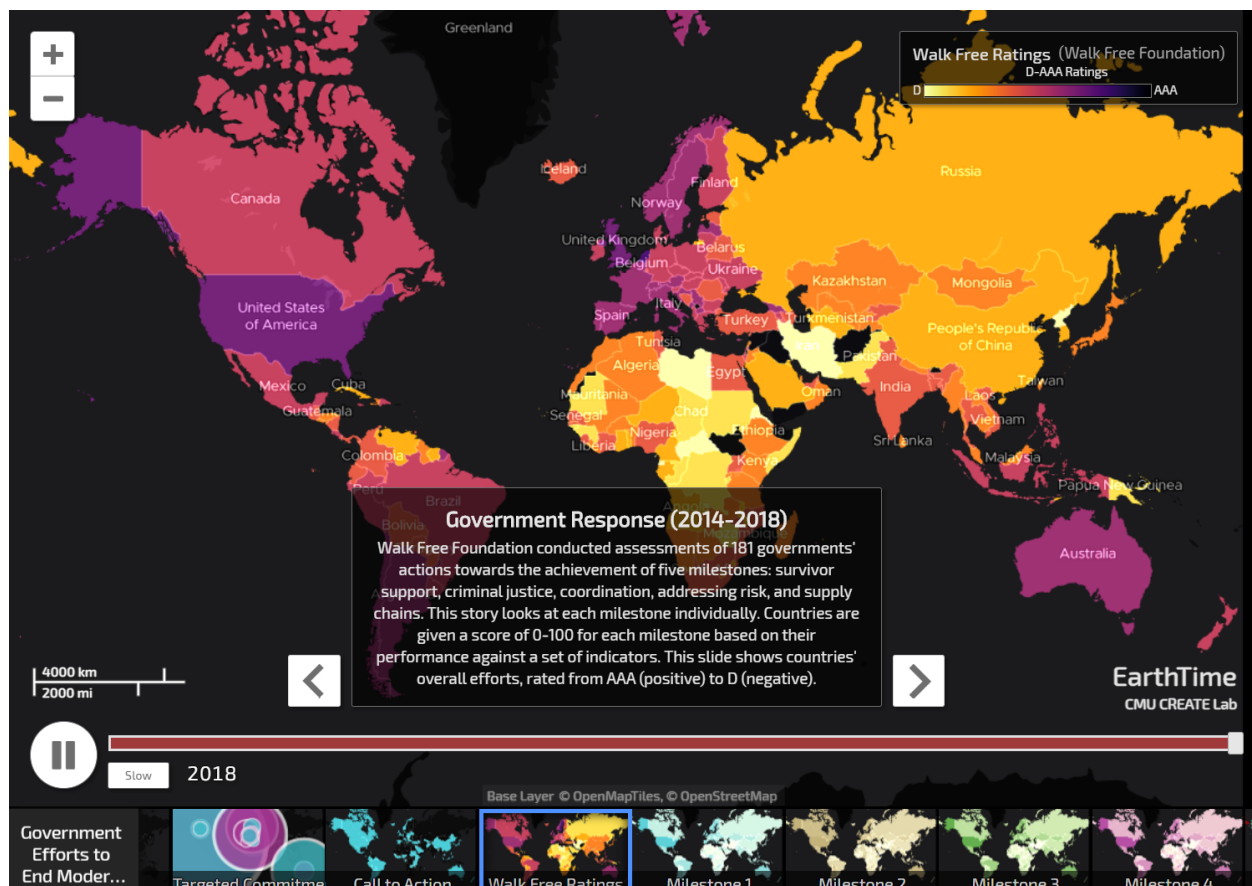 Greenland
+
−
Walk Free Ratings (Walk Free Foundation)
D-AAA Ratings
D AAA
Iceland
Russia
Canada
Finland
Norway
United Kingdom
Belarus
Belgium
Ukraine
Kazakhstan
Mongolia
United States
of America
Italy
Spain
Turkey
Turkmenistan
People's Republic
of China
Tunisia
Iran
Pakistan
Algeria
Egypt
Mexico
Cuba
Oman
India
Taiwan
Mauritania
Laos
Guatemala
Senegal
Chad
Vietnam
Nigeria
Ethiopia
Liberia
Sri Lanka
Colombia
Kenya
Malaysia
Peru
Papua New Guinea
Brazil
Bolivia
Mozambique
Australia
Government Response (2014-2018)
Walk Free Foundation conducted assessments of 181 governments'
actions towards the achievement of five milestones: survivor
support, criminal justice, coordination, addressing risk, and supply
chains. This story looks at each milestone individually. Countries are
given a score of 0-100 for each milestone based on their
performance against a set of indicators. This slide shows countries'
overall efforts, rated from AAA (positive) to D (negative).
4000 km
2000 mi
EarthTime
CMU CREATE Lab
Slow
2018
Base Layer © OpenMapTiles, © OpenStreetMap
Government
Efforts to
End Moder...
Targeted Commitme
Call to Action
Walk Free Ratings
Milestone 1
Milestone 2
Milestone 3
Milestone 4